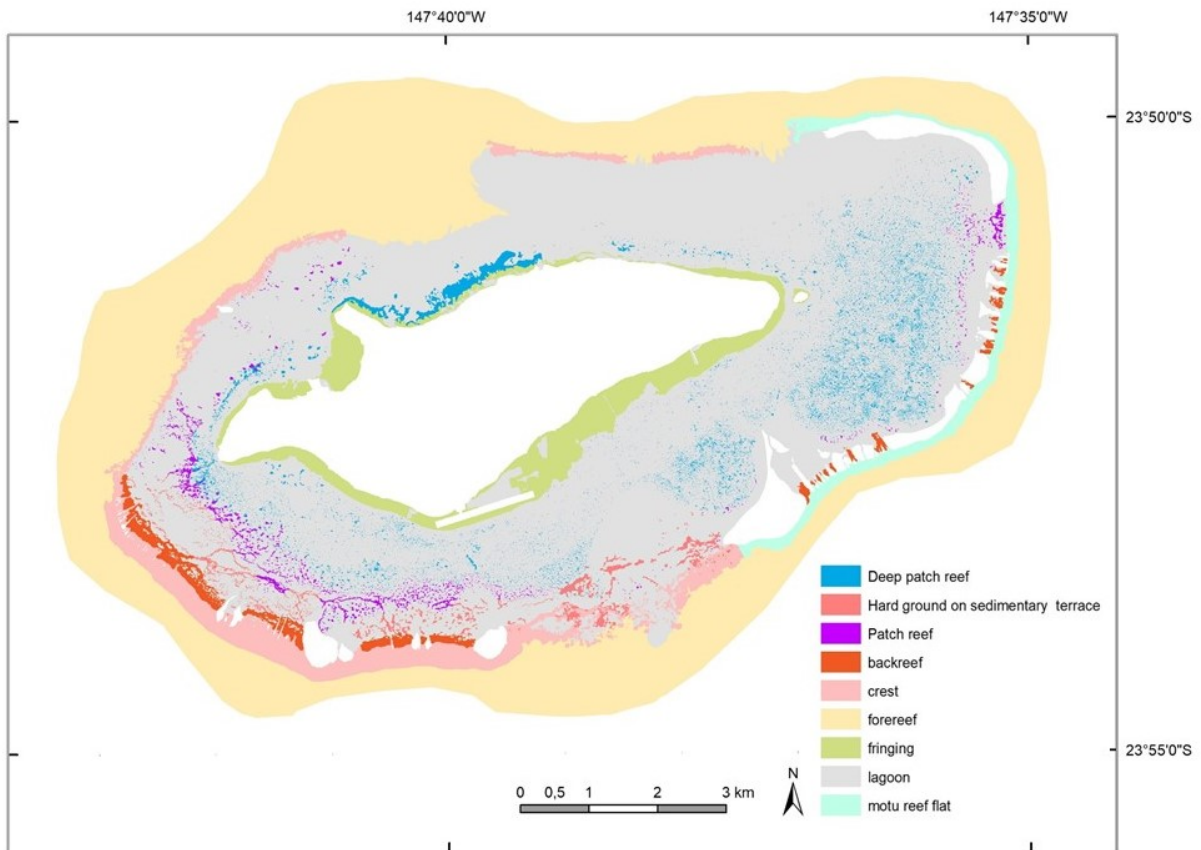 147°40'0"W 147°35'0"W
23°50'0"S
23°55'0"S
Deep patch reef
Hard ground on sedimentary terrace
Patch reef
backreef
crest
forereef
fringing
lagoon
motu reef flat
N
0 0,5 1 2 3 km